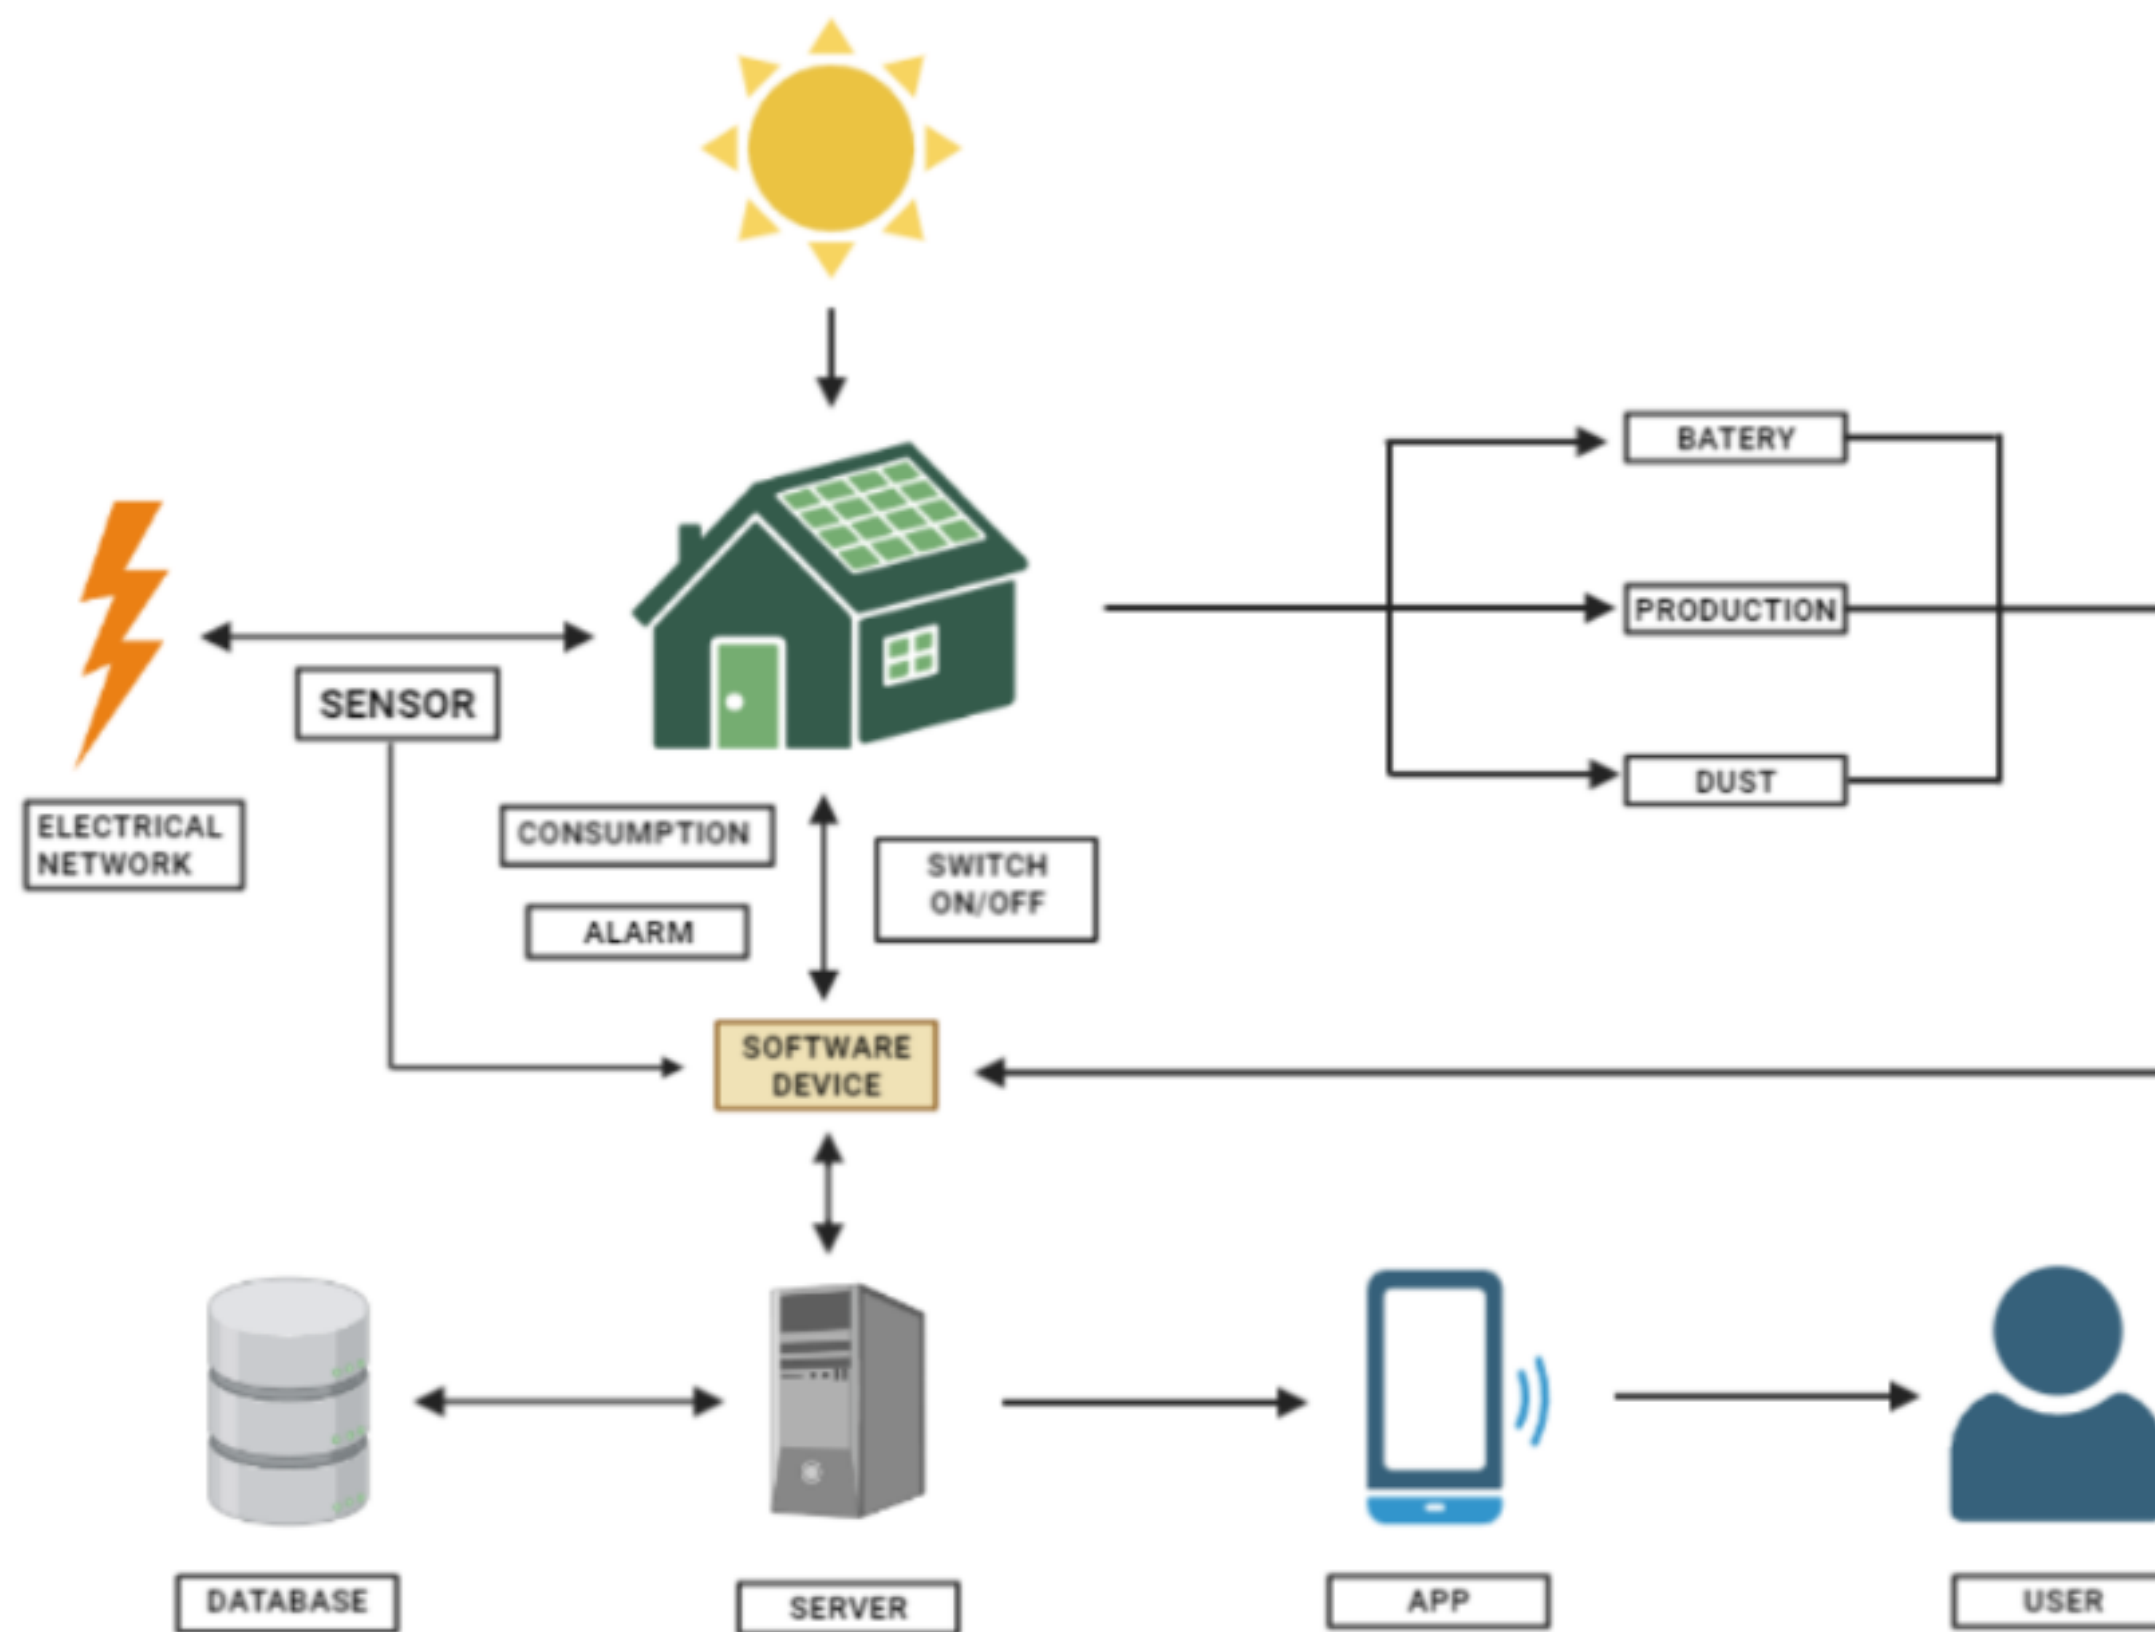 BATERY
PRODUCTION
SENSOR
DUST
ELECTRICAL
NETWORK
CONSUMPTION
SWITCH
ON/OFF
ALARM
SOFTWARE
DEVICE
DATABASE
SERVER
APP
USER